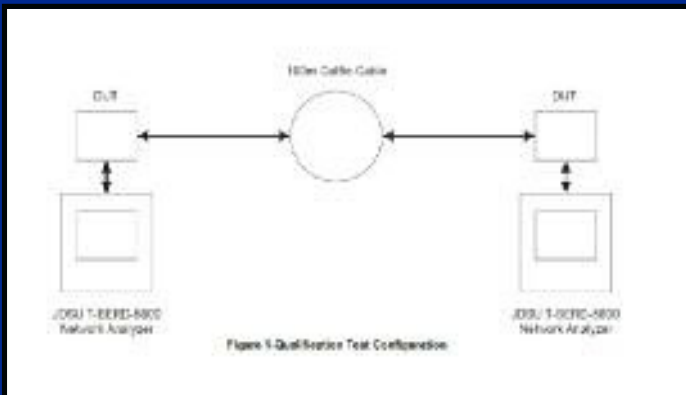 100m Cat5e Cable
DUT
DUT
JDSU T-BERD-6000
Network Analyzer
JDSU T-BERD-6000
Network Analyzer
Figure 1-Qualification Test Configuration